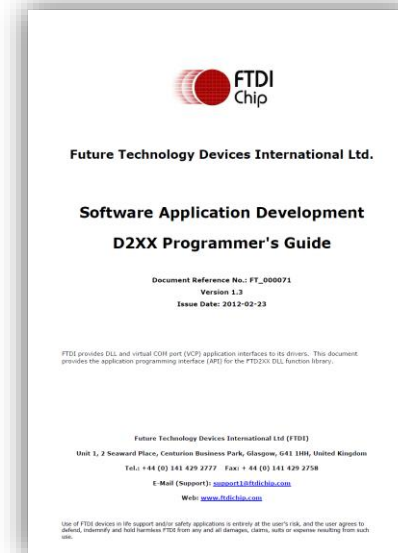 FTDI
Chip
Future Technology Devices International Ltd.
Software Application Development
D2XX Programmer's Guide
Document Reference No.: FT_000071
Version 1.3
Issue Date: 2012-02-23
FTDI provides DLL and virtual COM port (VCP) application interfaces to its drivers. This document
provides the application programming interface (API) for the FTD2XX DLL function library.
Future Technology Devices International Ltd (FTDI)
Unit 1, 2 Seaward Place, Centurion Business Park, Glasgow, G41 1HH, United Kingdom
Tel.: +44 (0) 141 429 2777 Fax: + 44 (0) 141 429 2758
E-Mail (Support): support1@ftdichip.com
Web: www.ftdichip.com
Use of FTDI devices in life support and/or safety applications is entirely at the user's risk, and the user agrees to
defend, indemnify and hold harmless FTDI from any and all damages, claims, suits or expense resulting from such
use.